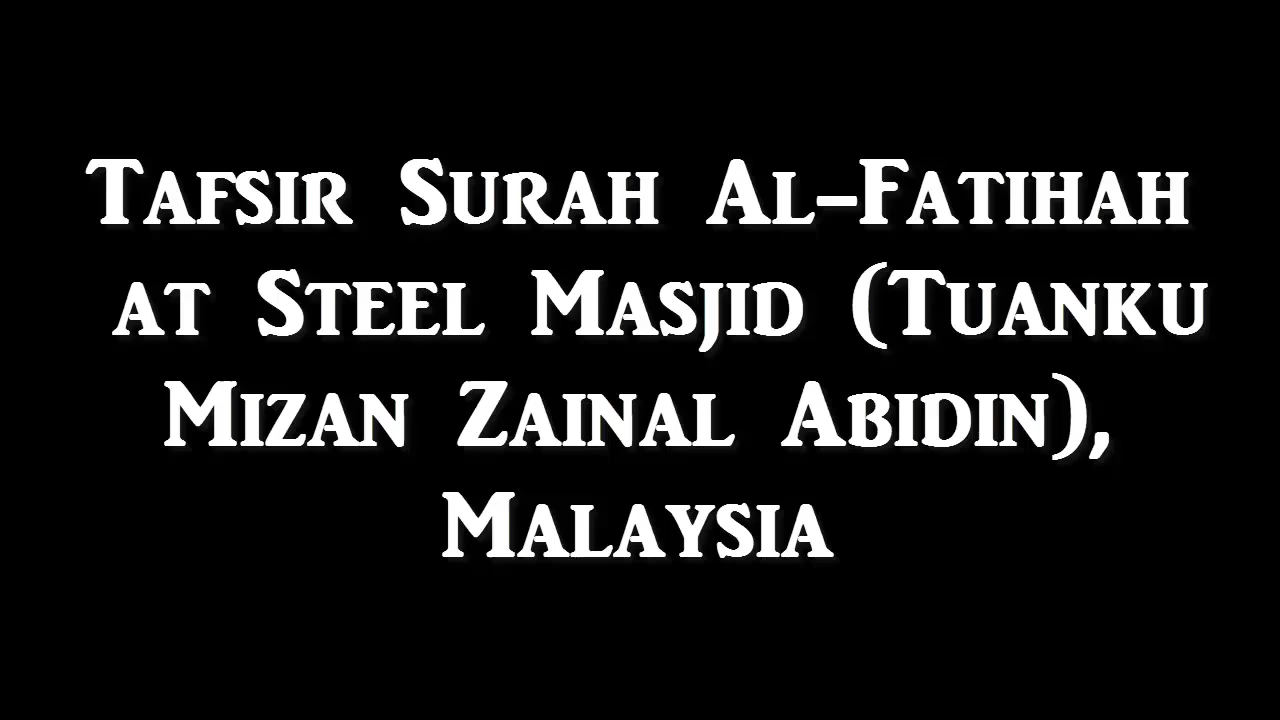 Tafsir Surah Al-Fatihah
at Steel Masjid (Tuanku
Mizan Zainal Abidin),
Malaysia